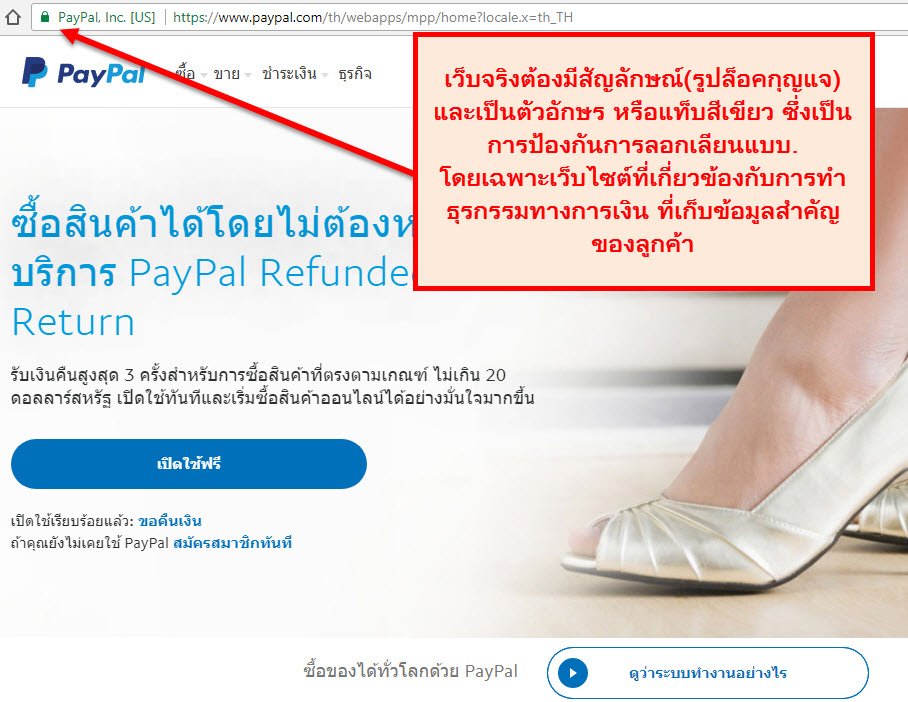 PayPal, Inc. [US] | https://www.paypal.com/th/webapps/mpp/home?locale.x=th_TH
PayPal ซื้อ ขาย ชำระเงิน ธุรกิจ
เว็บจริงต้องมีสัญลักษณ์(รูปล็อคกุญแจ)
และเป็นตัวอักษร หรือแท็บสีเขียว ซึ่งเป็น
การป้องกันการลอกเลียนแบบ.
โดยเฉพาะเว็บไซต์ที่เกี่ยวข้องกับการทำ
ธุรกรรมทางการเงิน ที่เก็บข้อมูลสำคัญ
ของลูกค้า
ซื้อสินค้าได้โดยไม่ต้อง
บริการ PayPal Refunded
Return
รับเงินคืนสูงสุด 3 ครั้งสำหรับการซื้อสินค้าที่ตรงตามเกณฑ์ ไม่เกิน 20
ดอลลาร์สหรัฐ เปิดใช้ทันทีและเริ่มซื้อสินค้าออนไลน์ได้อย่างมั่นใจมากขึ้น
เปิดใช้ฟรี
เปิดใช้เรียบร้อยแล้ว: ขอคืนเงิน
ถ้าคุณยังไม่เคยใช้ PayPal สมัครสมาชิกทันที
ซื้อของได้ทั่วโลกด้วย PayPal
ดูว่าระบบทำงานอย่างไร